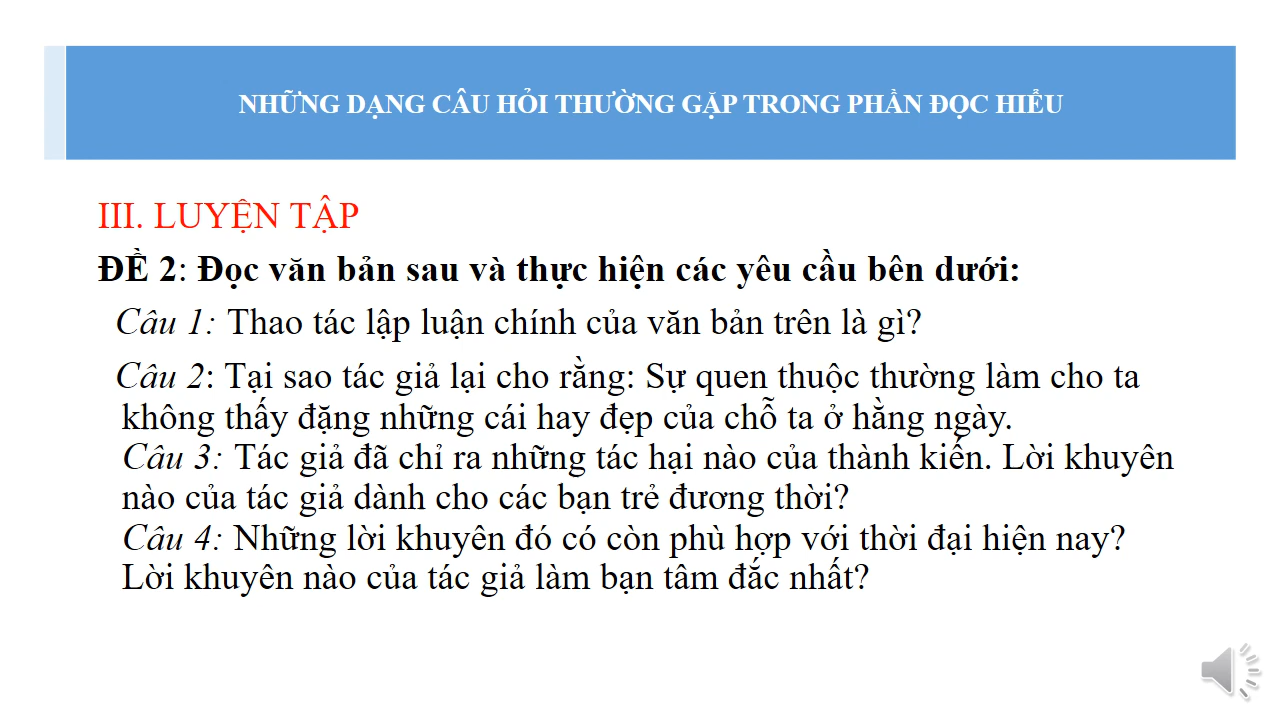 NHỮNG DẠNG CÂU HỎI THƯỜNG GẶP TRONG PHẦN ĐỌC HIỂU
III. LUYỆN TẬP
ĐỀ 2: Đọc văn bản sau và thực hiện các yêu cầu bên dưới:
Câu 1: Thao tác lập luận chính của văn bản trên là gì?
Câu 2: Tại sao tác giả lại cho rằng: Sự quen thuộc thường làm cho ta
không thấy đặng những cái hay đẹp của chỗ ta ở hằng ngày.
Câu 3: Tác giả đã chỉ ra những tác hại nào của thành kiến. Lời khuyên
nào của tác giả dành cho các bạn trẻ đương thời?
Câu 4: Những lời khuyên đó có còn phù hợp với thời đại hiện nay?
Lời khuyên nào của tác giả làm bạn tâm đắc nhất?